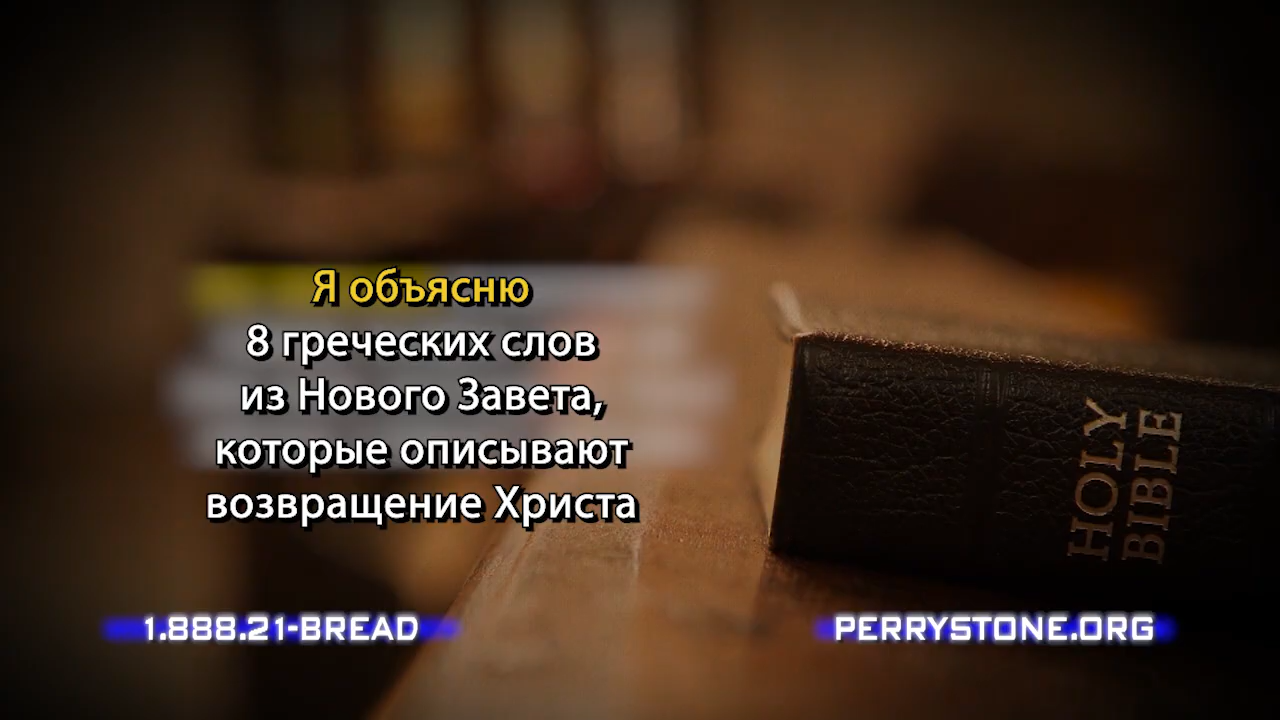 Я объясню
8 греческих слов
из Нового Завета,
которые описывают
возвращение Христа
HOLY
BIBLE
1.888.21-BREAD
PERRYSTONE.ORG